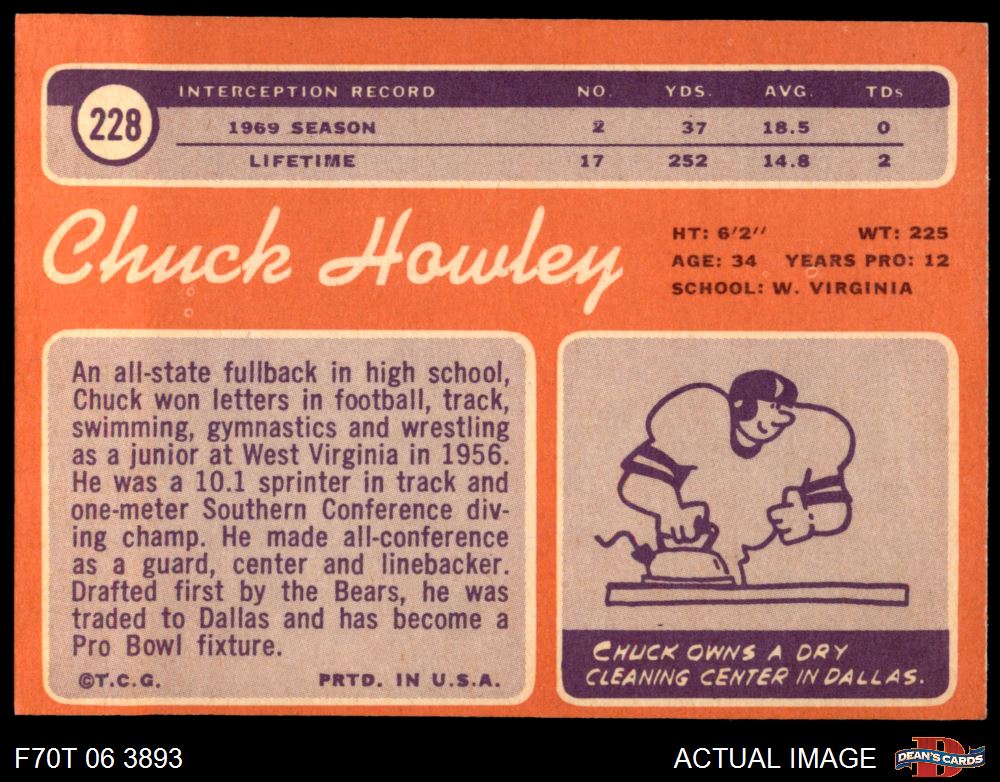 228
INTERCEPTION RECORD NO. YDS. AVG. TDs
1969 SEASON 2 37 18.5 0
LIFETIME 17 252 14.8 2
Chuck Howley
HT: 6'2'' WT: 225
AGE: 34 YEARS PRO: 12
SCHOOL: W. VIRGINIA
An all-state fullback in high school,
Chuck won letters in football, track,
swimming, gymnastics and wrestling
as a junior at West Virginia in 1956.
He was a 10.1 sprinter in track and
one-meter Southern Conference div-
ing champ. He made all-conference
as a guard, center and linebacker.
Drafted first by the Bears, he was
traded to Dallas and has become a
Pro Bowl fixture.
©T.C.G. PRTD. IN U.S.A.
CHUCK OWNS A DRY
CLEANING CENTER IN DALLAS.
F70T 06 3893
ACTUAL IMAGE
D
DEAN'S CARDS